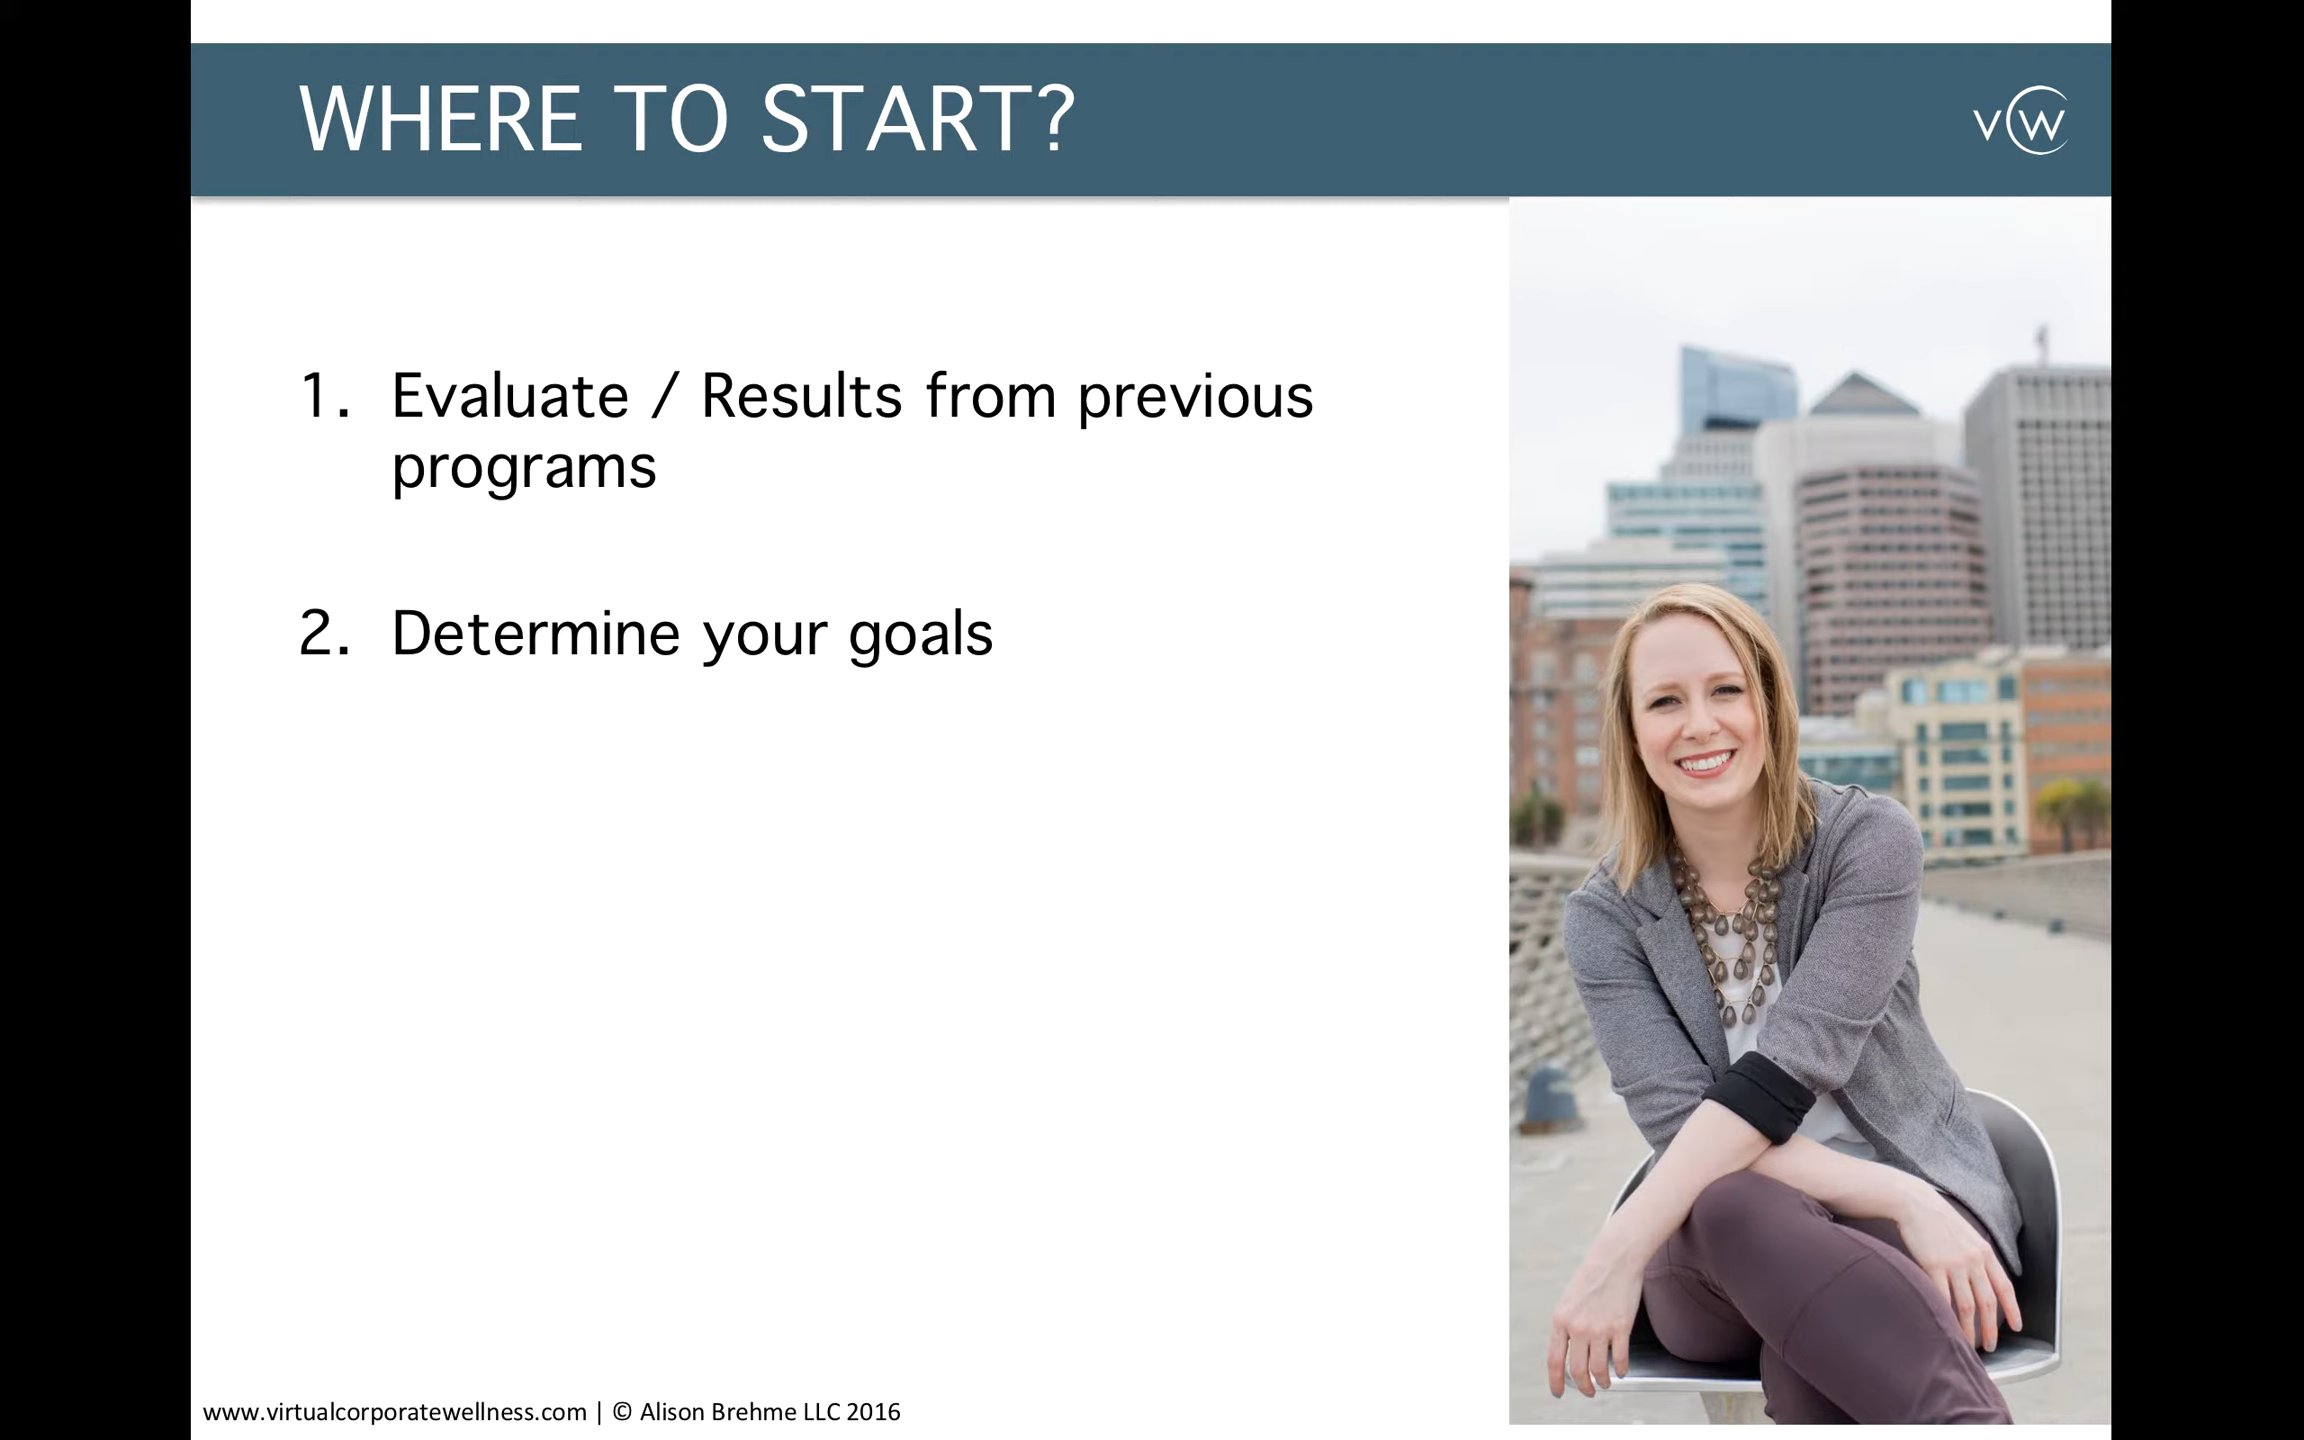 WHERE TO START?
VCW
1. Evaluate / Results from previous
programs
2. Determine your goals
www.virtualcorporatewellness.com | © Alison Brehme LLC 2016